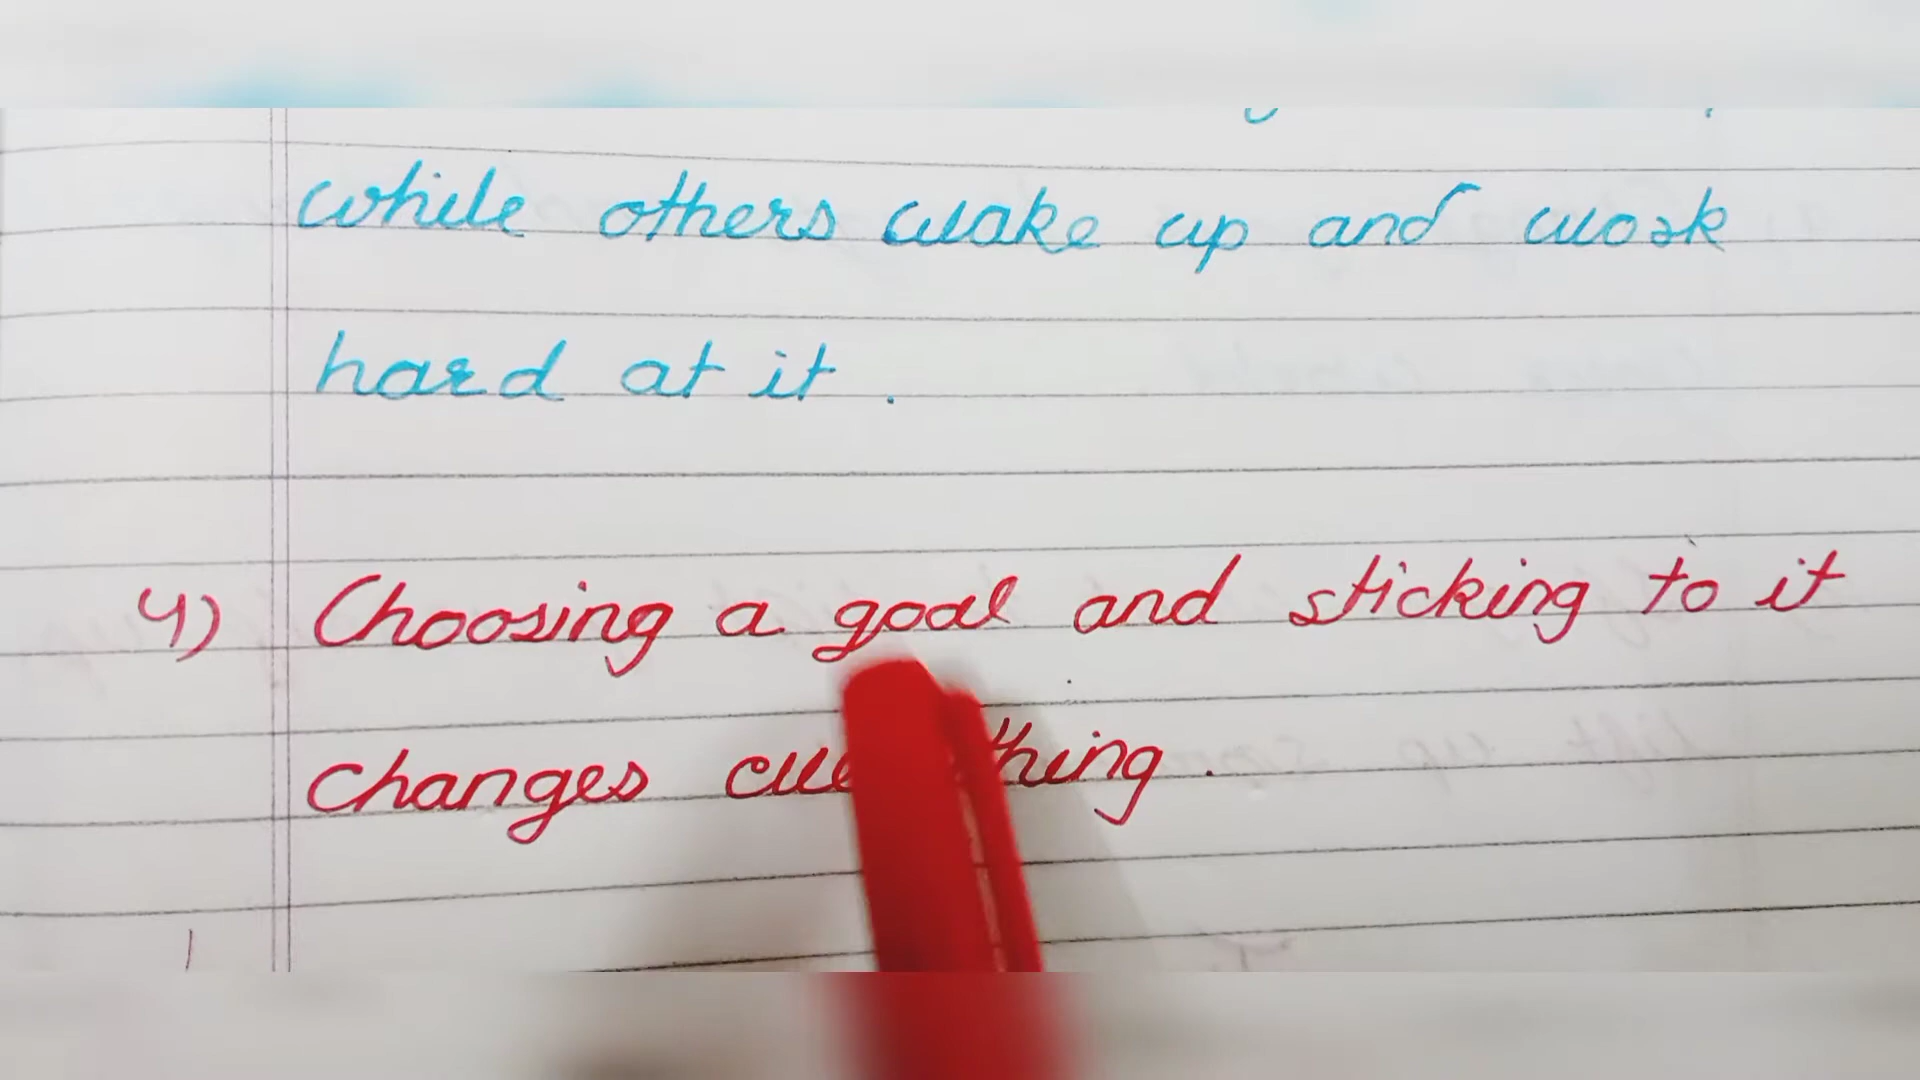 while others wake up and work
hard at it.
4) Choosing a goal and sticking to it
changes